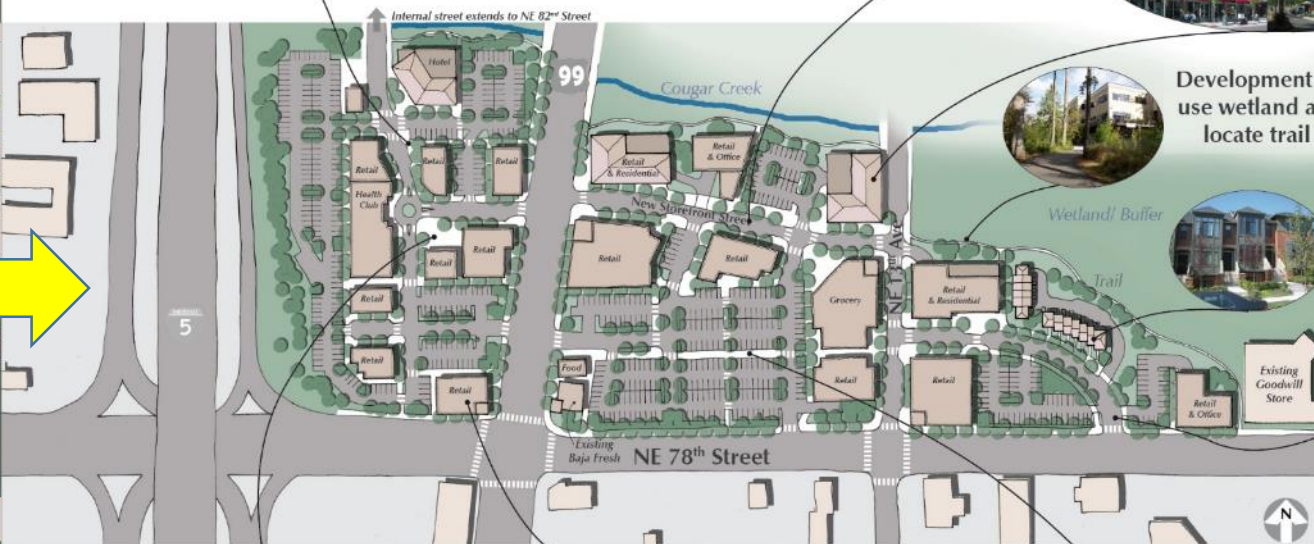 Internal street extends to NE 82nd Street
Hotel
99
Cougar Creek
Development
use wetland a
locate trail
Retail
Retail
Retail
Retail
& Residential
Retail
& Office
Health
Club
New Storefront Street
Wetland/ Buffer
Retail
Retail
Retail
Retail
Retail
Grocery
Retail
& Residential
Trail
5
Retail
Retail
Food
Retail
Retail
Retail
& Office
Existing
Goodwill
Store
Existing
Baja Fresh
NE 78th Street
N